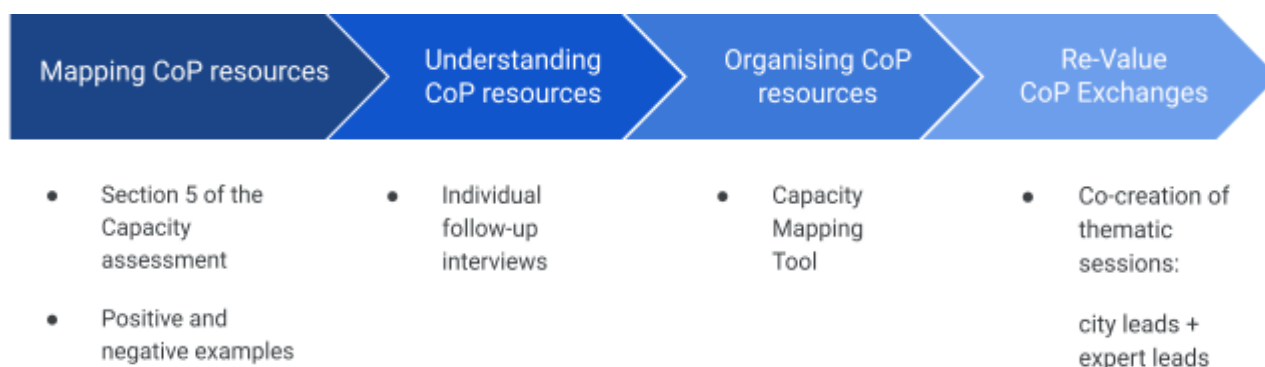 Mapping CoP resources
Understanding
CoP resources
Organising CoP
resources
Re-Value
CoP Exchanges
● Section 5 of the
Capacity
assessment
● Positive and
negative examples
● Individual
follow-up
interviews
● Capacity
Mapping
Tool
● Co-creation of
thematic
sessions:
city leads +
expert leads